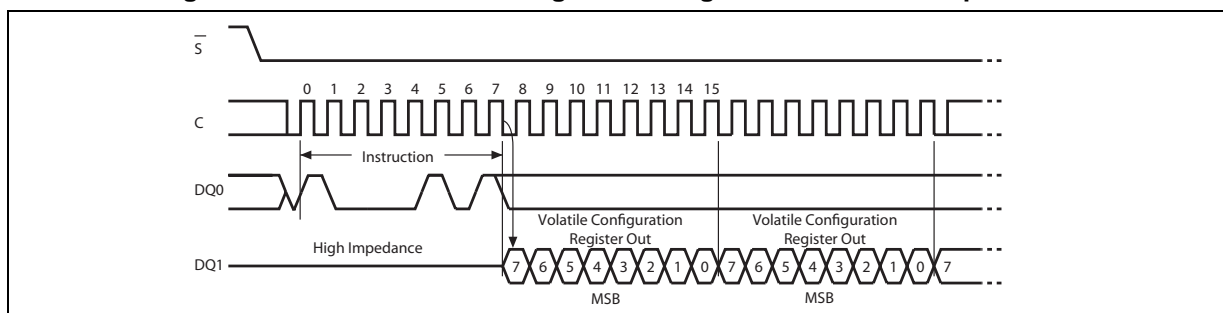 S
0 1 2 3 4 5 6 7 8 9 10 11 12 13 14 15
C
Instruction
DQ0
Volatile Configuration
Register Out
Volatile Configuration
Register Out
High Impedance
DQ1
7 6 5 4 3 2 1 0 7 6 5 4 3 2 1 0 7
MSB
MSB